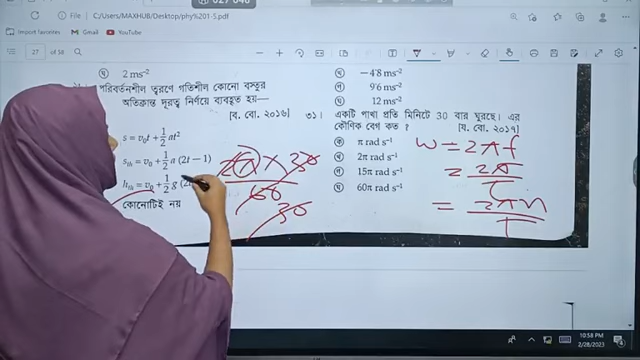 File | C:/Users/MAXHUB/Desktop/phy%201-5.pdf
Import favorites Gmail YouTube
27 of 58
ঘ 2 ms⁻²
পরিবর্তনশীল ত্বরণে গতিশীল কোনো বস্তুর
অতিক্রান্ত দূরত্ব নির্ণয়ে ব্যবহৃত হয়—
[ব. বো. ২০১৬]
s = v₀t + 1/2 at²
sₜₕ = v₀ + 1/2 a (2t − 1)
hₜₕ = v₀ + 1/2 g (2t
কোনোটিই নয়
−4.8 ms⁻²
গ 9.6 ms⁻²
ঘ 12 ms⁻²
৩১। একটি পাখা প্রতি মিনিটে 30 বার ঘুরছে। এর
কৌণিক বেগ কত ? [য. বো. ২০১৭]
ক π rad s⁻¹
খ 2π rad s⁻¹
গ 15π rad s⁻¹
ঘ 60π rad s⁻¹
2π × 30
60
30
ω = 2πf
= 2π/T
= 2πn/T
10:58 PM
2/28/2023